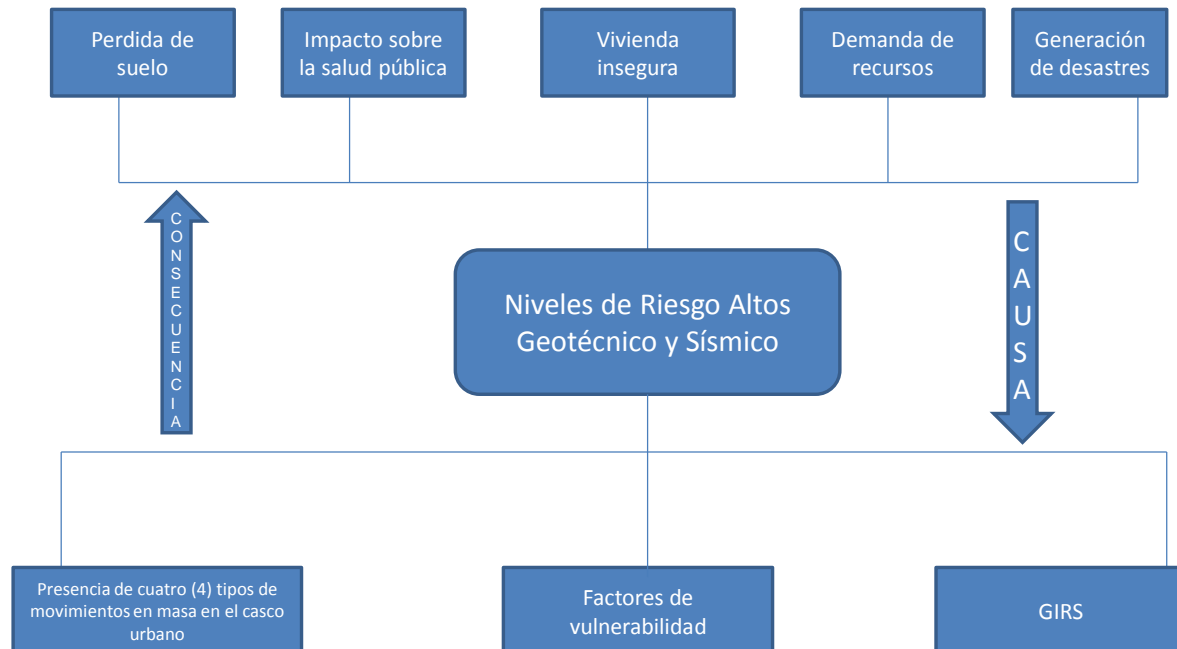 Perdida de
suelo
Impacto sobre
la salud pública
Vivienda
insegura
Demanda de
recursos
Generación
de desastres
CONSECUENCIA
CAUSA
Niveles de Riesgo Altos
Geotécnico y Sísmico
Presencia de cuatro (4) tipos de
movimientos en masa en el casco
urbano
Factores de
vulnerabilidad
GIRS